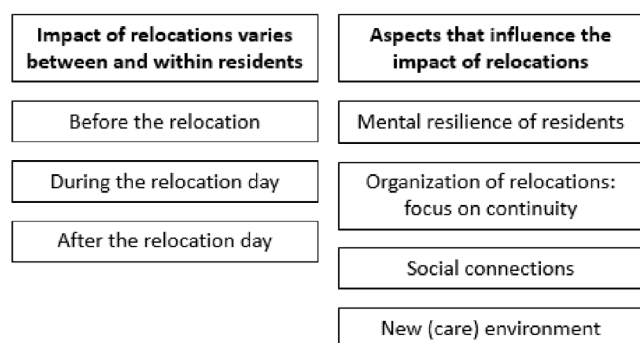 Impact of relocations varies
between and within residents
Before the relocation
During the relocation day
After the relocation day
Aspects that influence the
impact of relocations
Mental resilience of residents
Organization of relocations:
focus on continuity
Social connections
New (care) environment